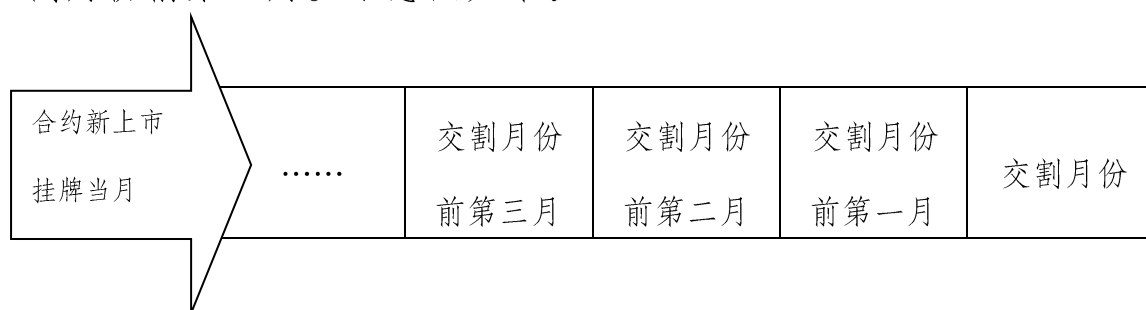 合约新上市
挂牌当月
……
交割月份
前第三月
交割月份
前第二月
交割月份
前第一月
交割月份